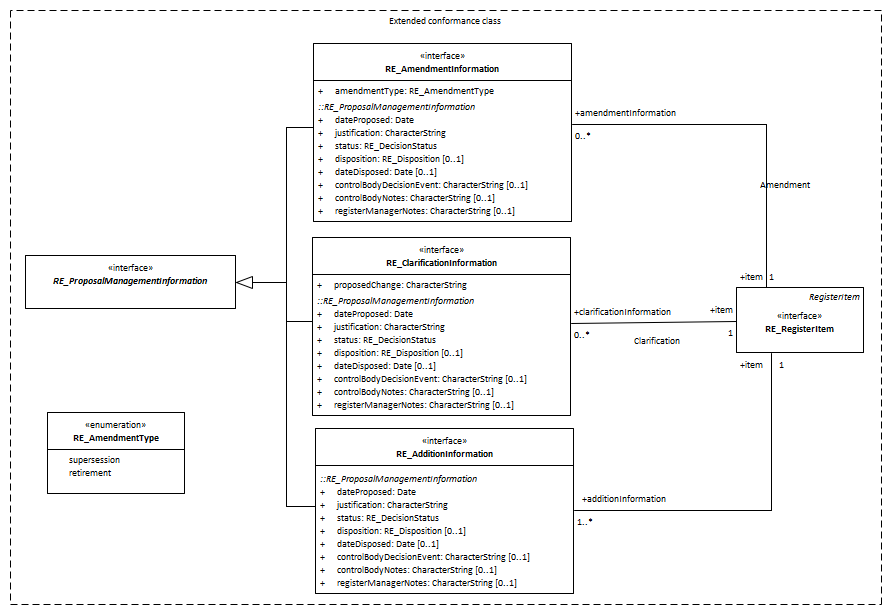 Extended conformance class
«interface»
RE_AmendmentInformation
+ amendmentType: RE_AmendmentType
::RE_ProposalManagementInformation
+ dateProposed: Date
+ justification: CharacterString
+ status: RE_DecisionStatus
+ disposition: RE_Disposition [0..1]
+ dateDisposed: Date [0..1]
+ controlBodyDecisionEvent: CharacterString [0..1]
+ controlBodyNotes: CharacterString [0..1]
+ registerManagerNotes: CharacterString [0..1]
+amendmentInformation
0..*
Amendment
+item 1
«interface»
RE_ProposalManagementInformation
«interface»
RE_ClarificationInformation
+ proposedChange: CharacterString
::RE_ProposalManagementInformation
+ dateProposed: Date
+ justification: CharacterString
+ status: RE_DecisionStatus
+ disposition: RE_Disposition [0..1]
+ dateDisposed: Date [0..1]
+ controlBodyDecisionEvent: CharacterString [0..1]
+ controlBodyNotes: CharacterString [0..1]
+ registerManagerNotes: CharacterString [0..1]
+clarificationInformation
0..*
Clarification
+item
1
RegisterItem
«interface»
RE_RegisterItem
+item 1
«enumeration»
RE_AmendmentType
supersession
retirement
«interface»
RE_AdditionInformation
::RE_ProposalManagementInformation
+ dateProposed: Date
+ justification: CharacterString
+ status: RE_DecisionStatus
+ disposition: RE_Disposition [0..1]
+ dateDisposed: Date [0..1]
+ controlBodyDecisionEvent: CharacterString [0..1]
+ controlBodyNotes: CharacterString [0..1]
+ registerManagerNotes: CharacterString [0..1]
+additionInformation
1..*